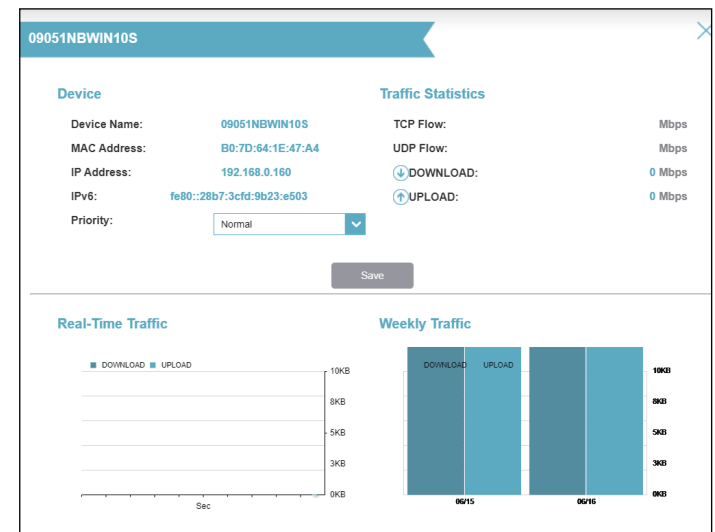 09051NBWIN10S
Device
Device Name: 09051NBWIN10S
MAC Address: B0:7D:64:1E:47:A4
IP Address: 192.168.0.160
IPv6: fe80::28b7:3cfd:9b23:e503
Priority: Normal
Traffic Statistics
TCP Flow: Mbps
UDP Flow: Mbps
DOWNLOAD: 0 Mbps
UPLOAD: 0 Mbps
Save
Real-Time Traffic
DOWNLOAD UPLOAD
10KB
8KB
5KB
3KB
0KB
Sec
Weekly Traffic
DOWNLOAD UPLOAD
10KB
8KB
5KB
3KB
0KB
06/15 06/16